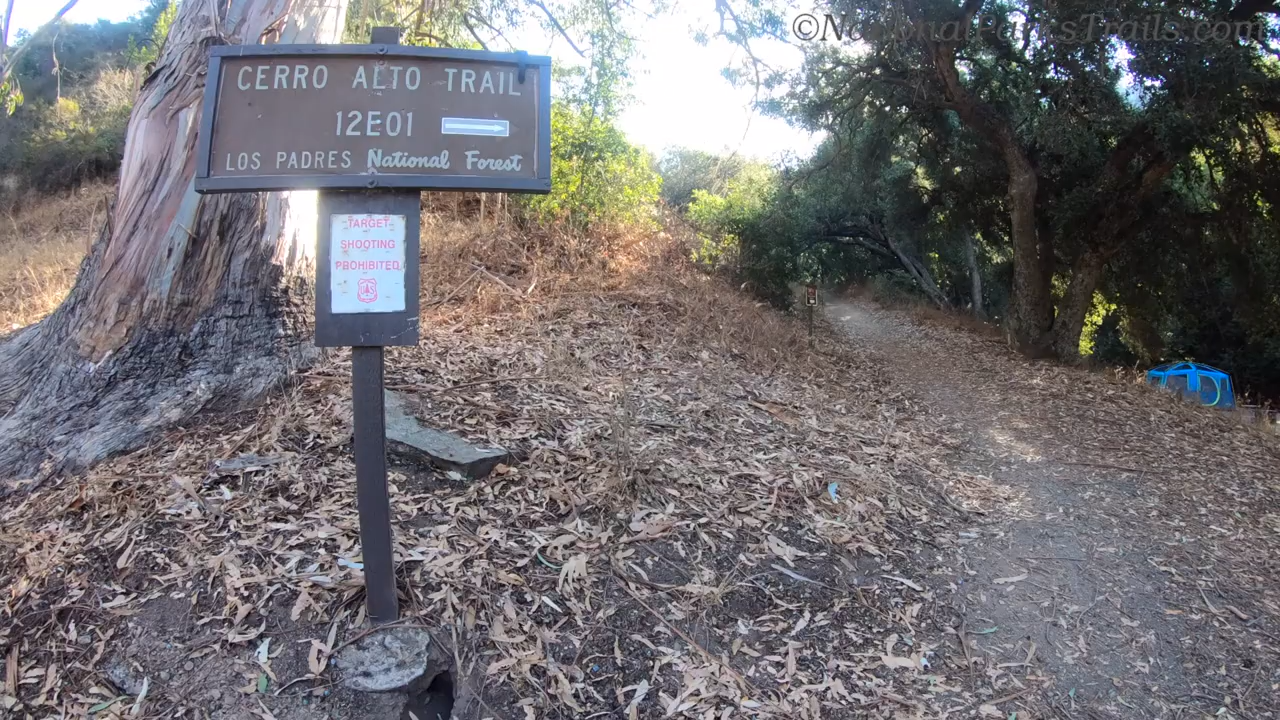 ©NationalParksTrails.com
CERRO ALTO TRAIL
12E01
LOS PADRES National Forest
TARGET
SHOOTING
PROHIBITED